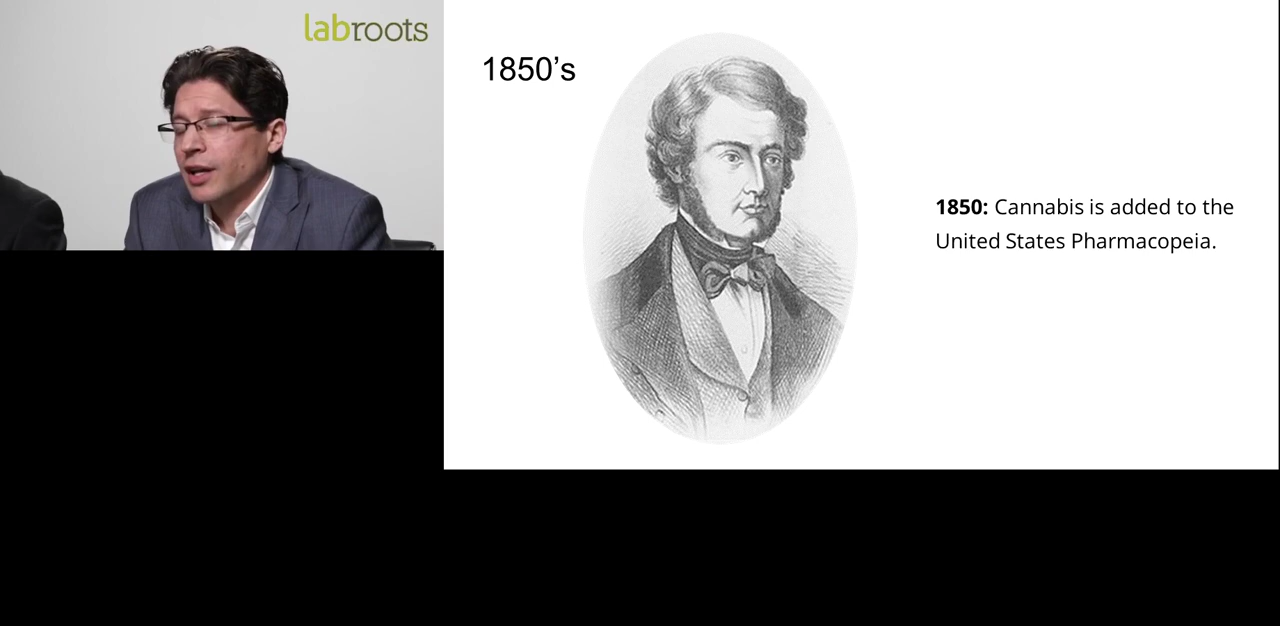 labroots
1850's
1850: Cannabis is added to the
United States Pharmacopeia.